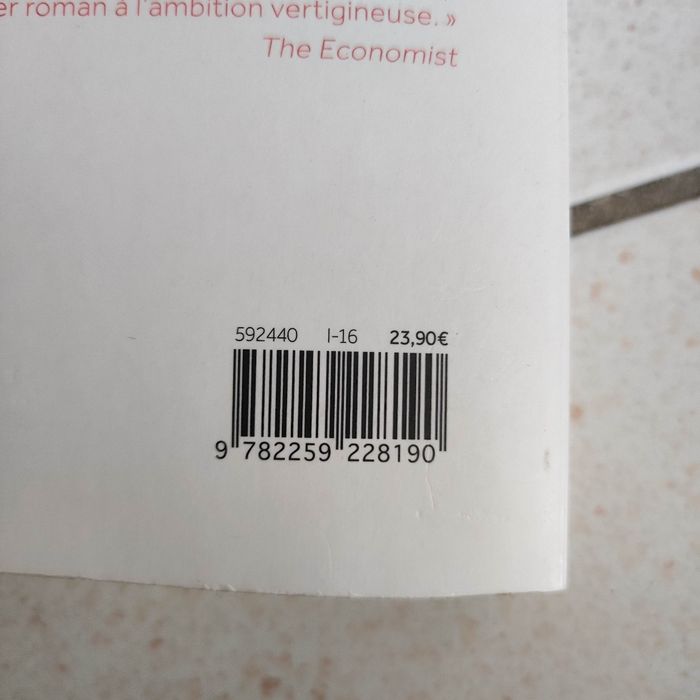 er roman à l'ambition vertigineuse. »
The Economist
592440 I-16 23,90€
9 782259 228190